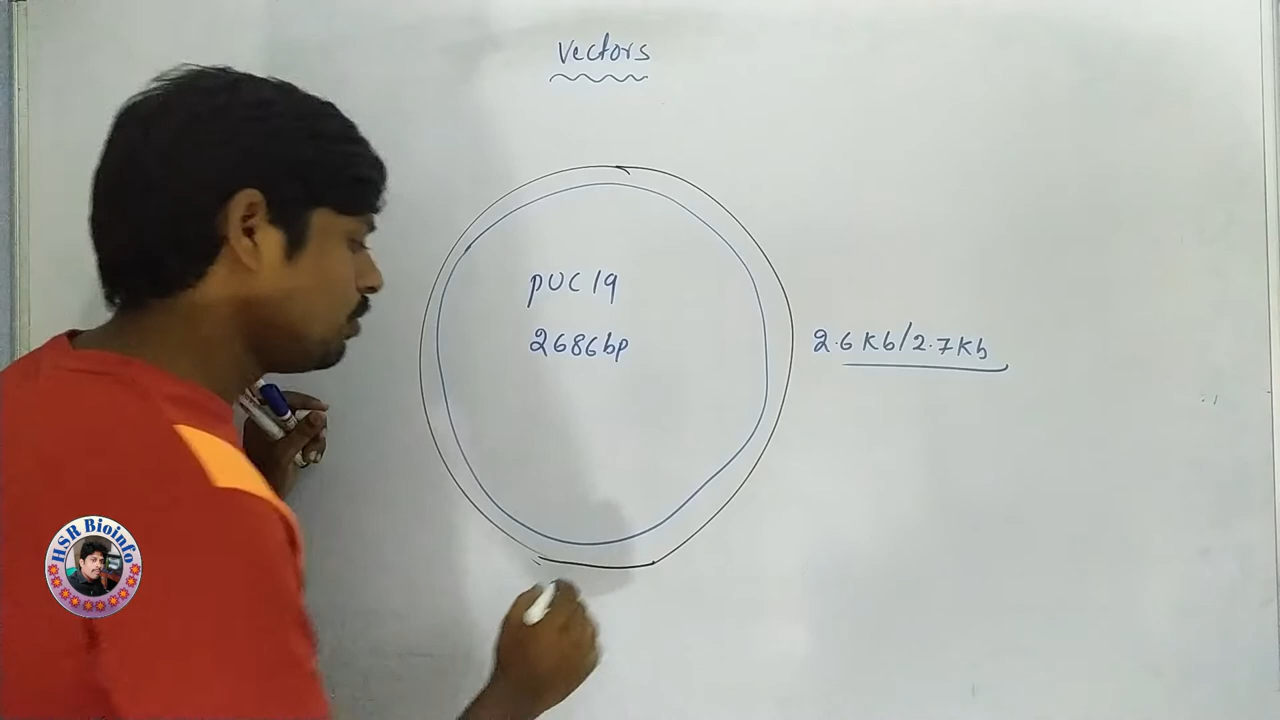 Vectors
pUC19
2686bp
2.6 Kb/2.7Kb
HSR Bioinfo